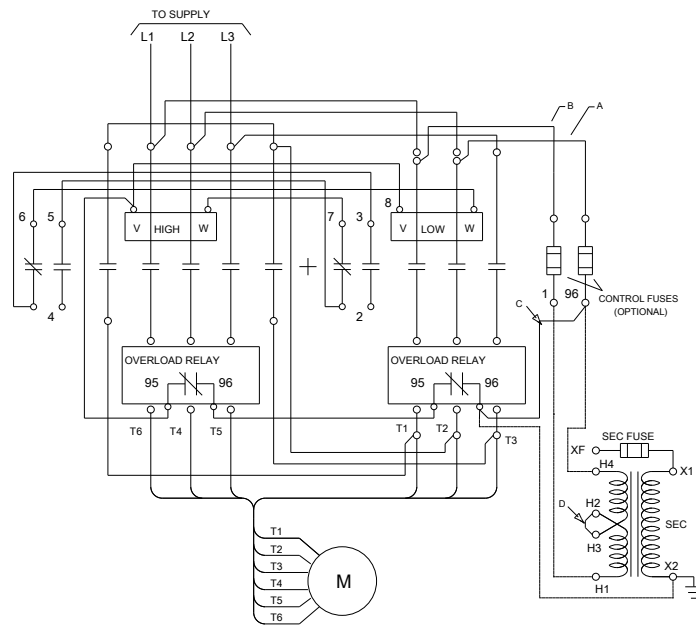 TO SUPPLY
L1 L2 L3
B A
6 5 7 3 8
V HIGH W V LOW W
1 96
CONTROL FUSES
(OPTIONAL)
C
4 2
OVERLOAD RELAY OVERLOAD RELAY
95 96 95 96
T6 T4 T5 T1 T2 T3
SEC FUSE
XF
H4 X1
D H2
SEC
H3
X2
H1
T1
T2
T3
T4
T5
T6
M